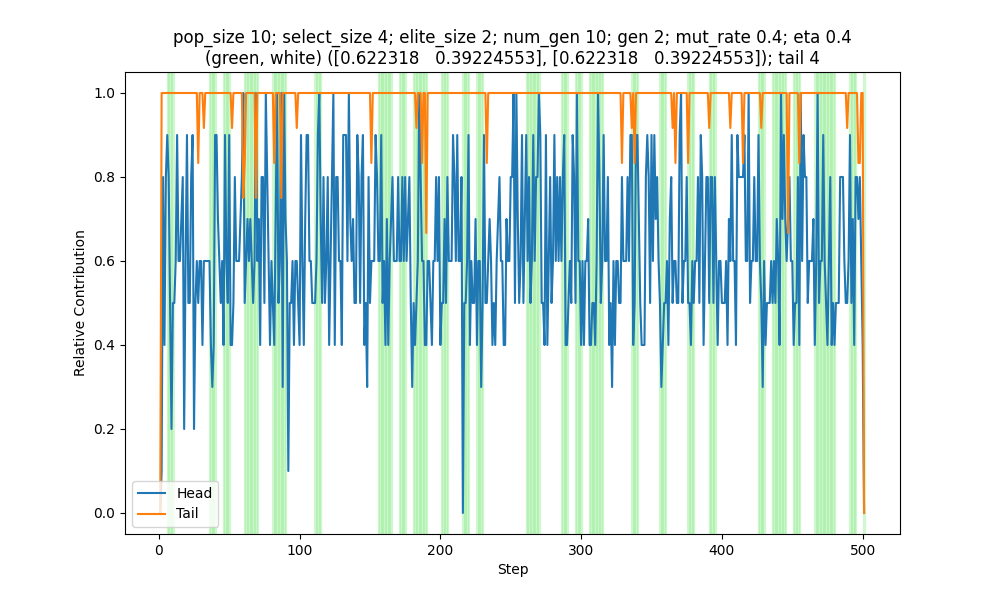 pop_size 10; select_size 4; elite_size 2; num_gen 10; gen 2; mut_rate 0.4; eta 0.4
(green, white) ([0.622318   0.39224553], [0.622318   0.39224553]); tail 4
1.0
0.8
0.6
0.4
0.2
0.0
Relative Contribution
Head
Tail
0
100
200
300
400
500
Step